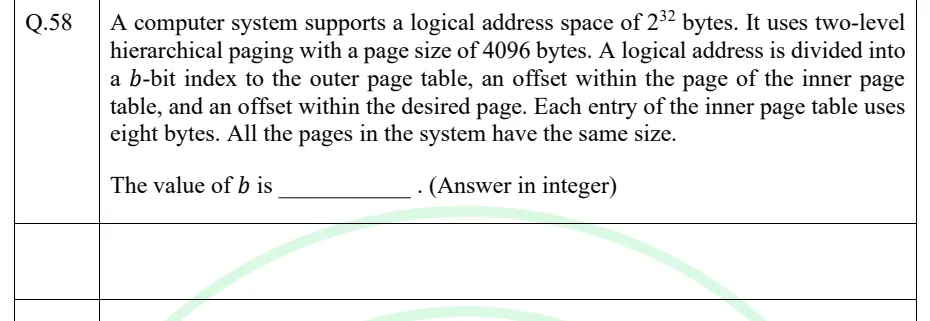 Q.58 A computer system supports a logical address space of 2³² bytes. It uses two-level
hierarchical paging with a page size of 4096 bytes. A logical address is divided into
a b-bit index to the outer page table, an offset within the page of the inner page
table, and an offset within the desired page. Each entry of the inner page table uses
eight bytes. All the pages in the system have the same size.
The value of b is ___________ . (Answer in integer)